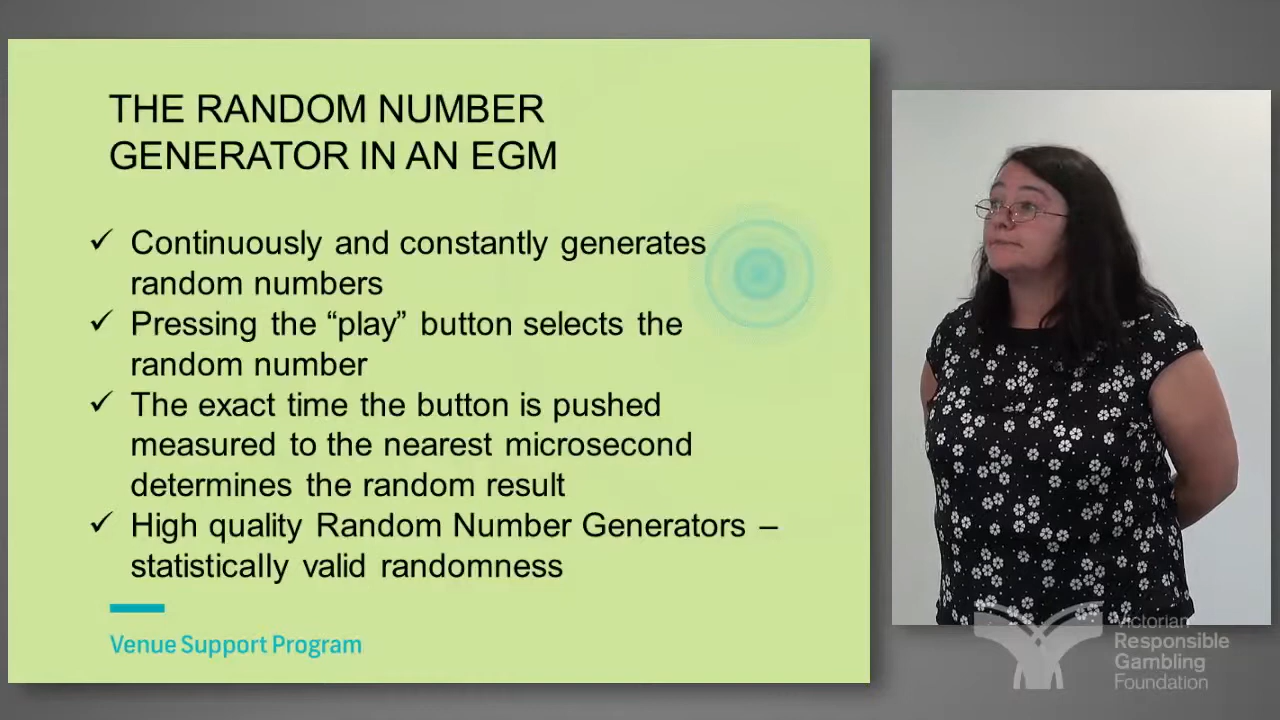 THE RANDOM NUMBER
GENERATOR IN AN EGM
✓ Continuously and constantly generates
random numbers
✓ Pressing the “play” button selects the
random number
✓ The exact time the button is pushed
measured to the nearest microsecond
determines the random result
✓ High quality Random Number Generators –
statistically valid randomness
Venue Support Program
Victorian
Responsible
Gambling
Foundation